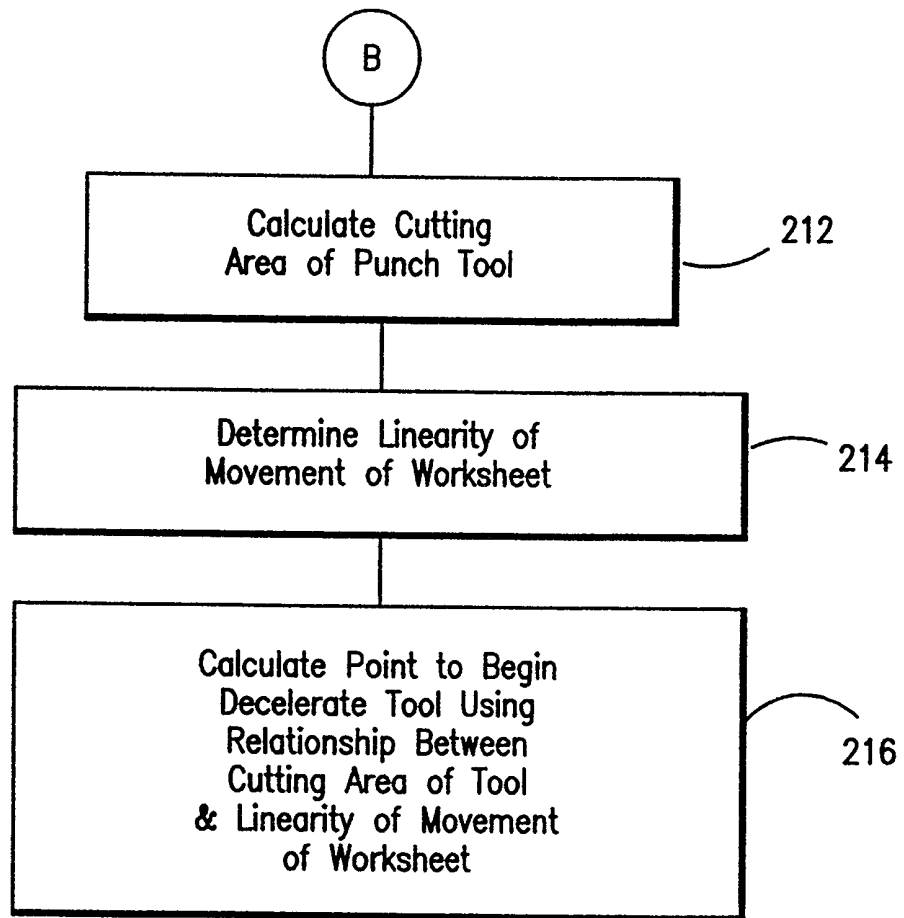 B
Calculate Cutting
Area of Punch Tool
212
Determine Linearity of
Movement of Worksheet
214
Calculate Point to Begin
Decelerate Tool Using
Relationship Between
Cutting Area of Tool
& Linearity of Movement
of Worksheet
216